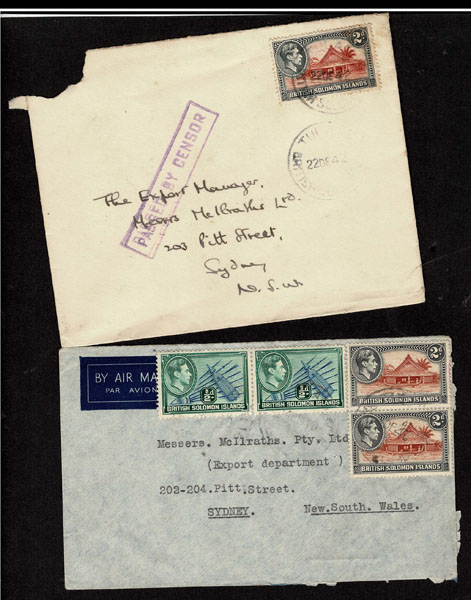 2d
BRITISH SOLOMON ISLANDS
PASSED BY CENSOR
22DE42
The Export Manager,
Messrs McIlraths Ltd.
203 Pitt Street,
Sydney
N.S.W.
BY AIR MA
PAR AVION
½d
BRITISH SOLOMON ISLANDS
½d
BRITISH SOLOMON ISLANDS
2d
BRITISH SOLOMON ISLANDS
2d
BRITISH SOLOMON ISLANDS
Messers. McIlraths. Pty. Ltd
(Export department )
202-204.Pitt.Street.
SYDNEY. New.South. Wales.